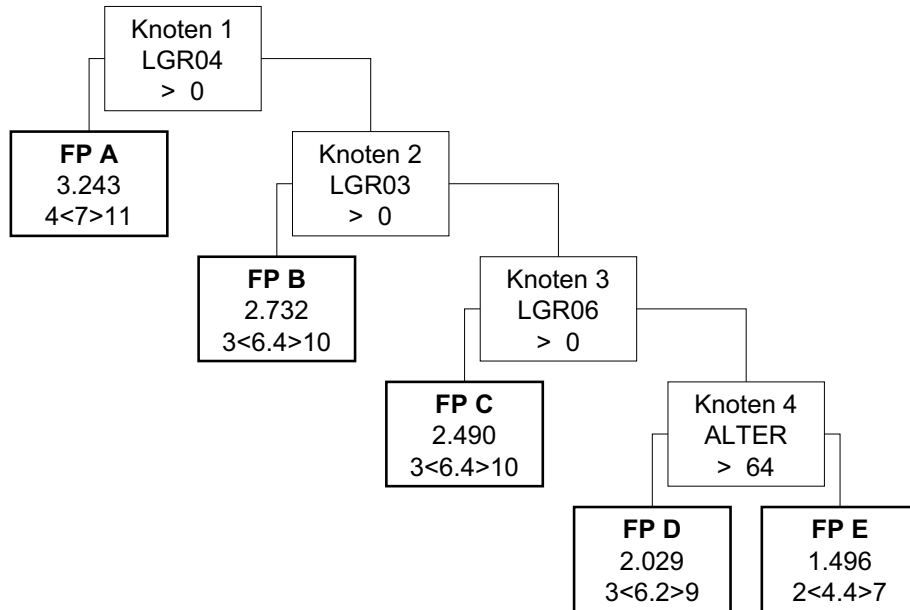 Knoten 1
LGR04
> 0
FP A
3.243
4<7>11
Knoten 2
LGR03
> 0
FP B
2.732
3<6.4>10
Knoten 3
LGR06
> 0
FP C
2.490
3<6.4>10
Knoten 4
ALTER
> 64
FP D
2.029
3<6.2>9
FP E
1.496
2<4.4>7